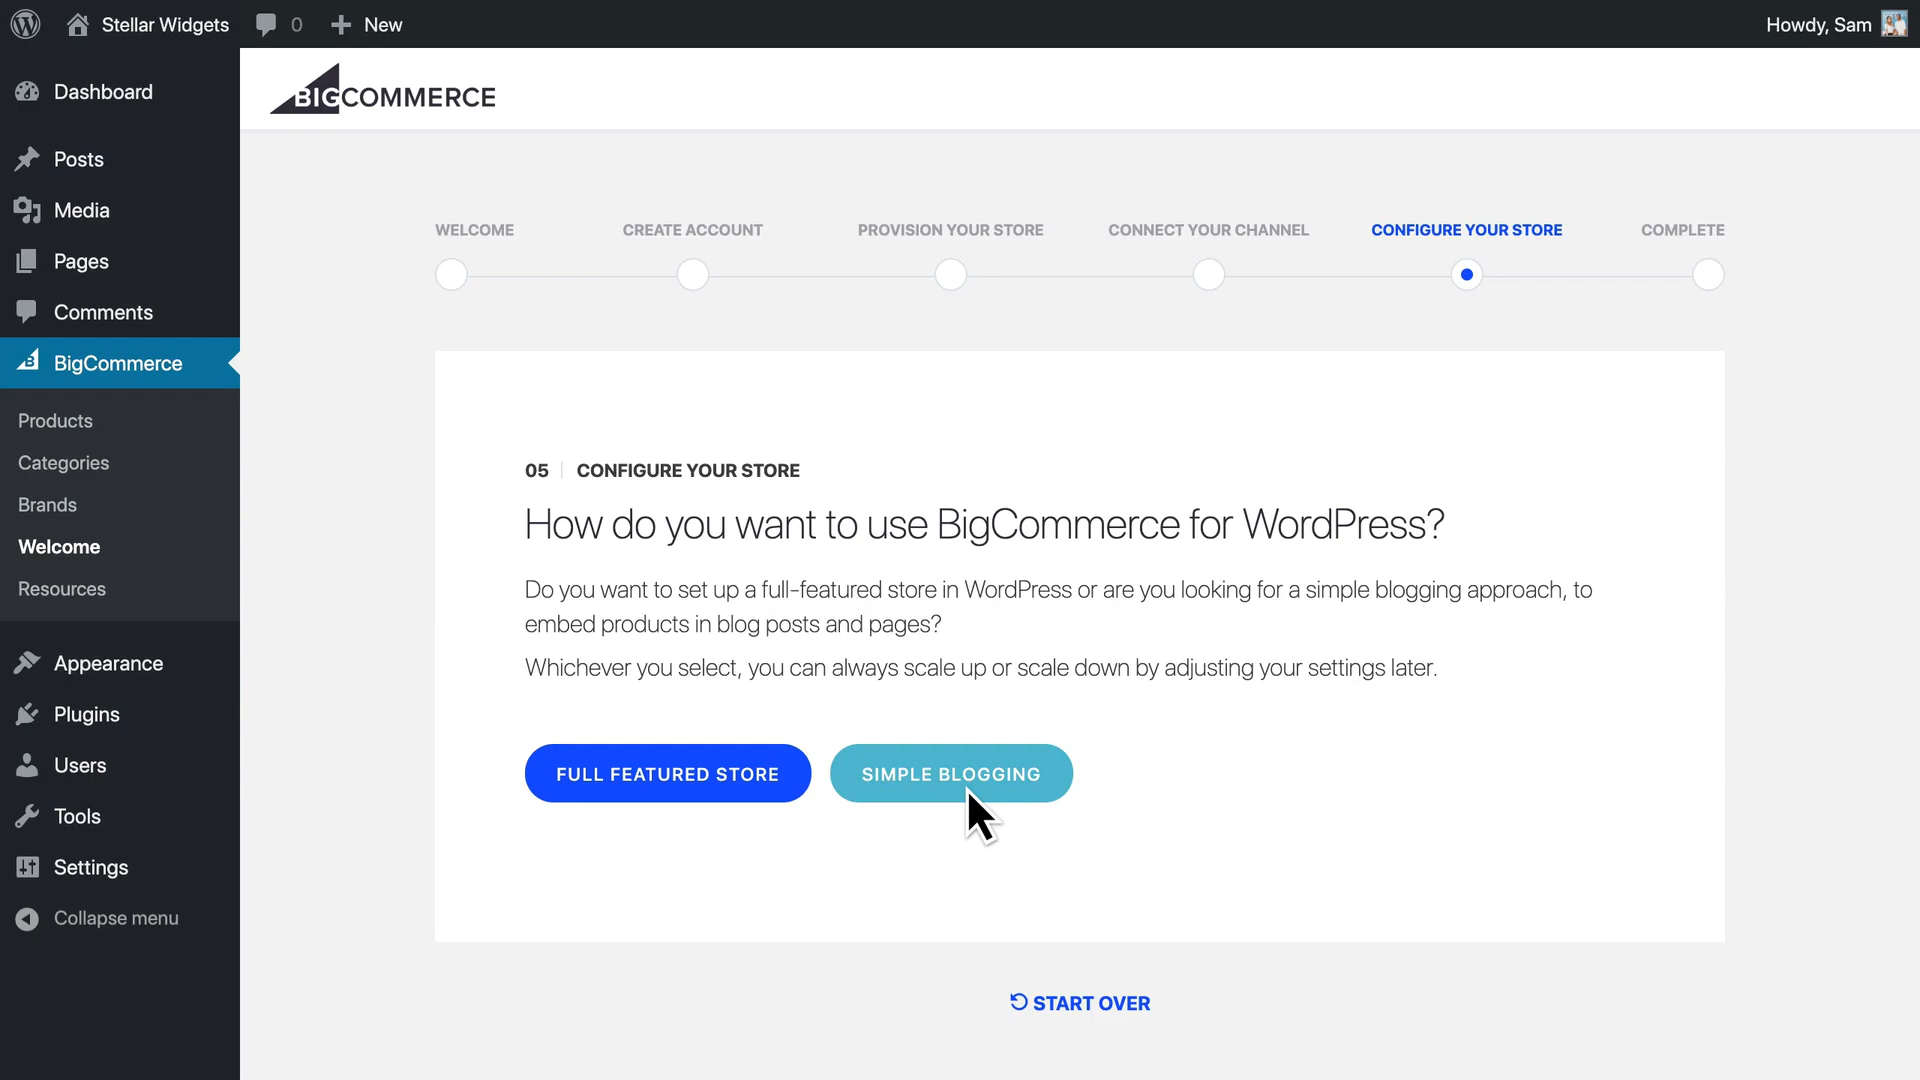 Stellar Widgets
0
New
Howdy, Sam
Dashboard
Posts
Media
Pages
Comments
BigCommerce
Products
Categories
Brands
Welcome
Resources
Appearance
Plugins
Users
Tools
Settings
Collapse menu
BIGCOMMERCE
WELCOME
CREATE ACCOUNT
PROVISION YOUR STORE
CONNECT YOUR CHANNEL
CONFIGURE YOUR STORE
COMPLETE
05 CONFIGURE YOUR STORE
How do you want to use BigCommerce for WordPress?
Do you want to set up a full-featured store in WordPress or are you looking for a simple blogging approach, to
embed products in blog posts and pages?
Whichever you select, you can always scale up or scale down by adjusting your settings later.
FULL FEATURED STORE
SIMPLE BLOGGING
START OVER